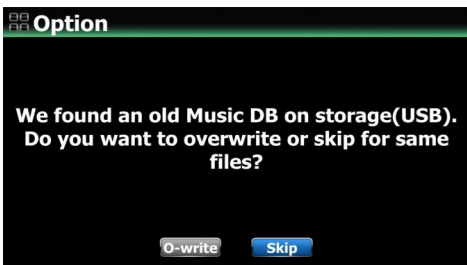 Option
We found an old Music DB on storage(USB).
Do you want to overwrite or skip for same
files?
O-write Skip